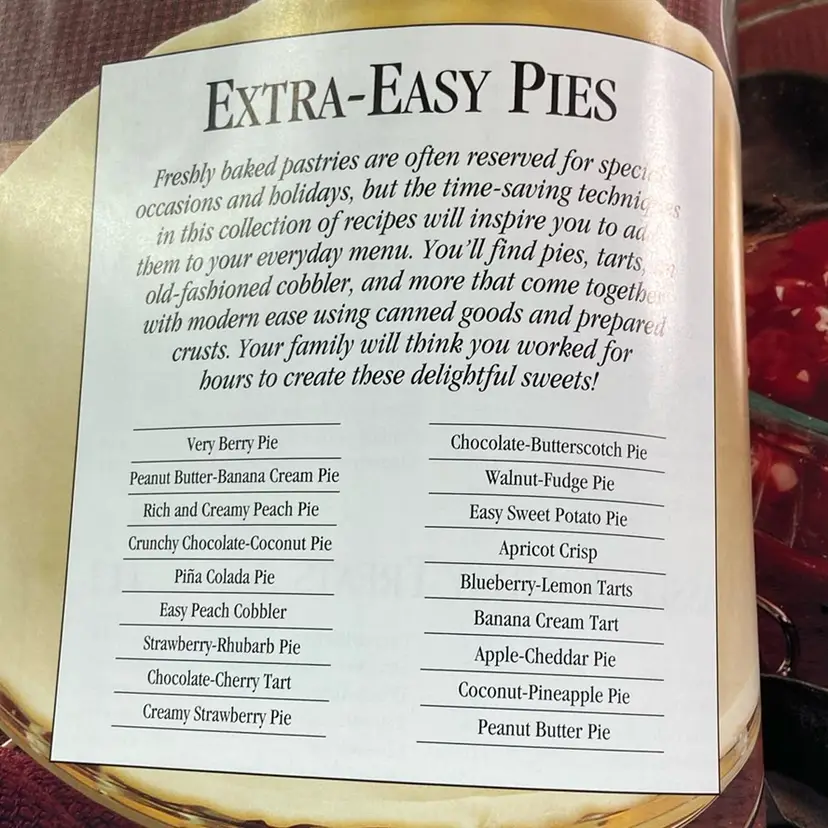 EXTRA-EASY PIES
Freshly baked pastries are often reserved for special
occasions and holidays, but the time-saving techniques
in this collection of recipes will inspire you to add
them to your everyday menu. You'll find pies, tarts, an
old-fashioned cobbler, and more that come together
with modern ease using canned goods and prepared
crusts. Your family will think you worked for
hours to create these delightful sweets!
Very Berry Pie
Peanut Butter-Banana Cream Pie
Rich and Creamy Peach Pie
Crunchy Chocolate-Coconut Pie
Piña Colada Pie
Easy Peach Cobbler
Strawberry-Rhubarb Pie
Chocolate-Cherry Tart
Creamy Strawberry Pie
Chocolate-Butterscotch Pie
Walnut-Fudge Pie
Easy Sweet Potato Pie
Apricot Crisp
Blueberry-Lemon Tarts
Banana Cream Tart
Apple-Cheddar Pie
Coconut-Pineapple Pie
Peanut Butter Pie